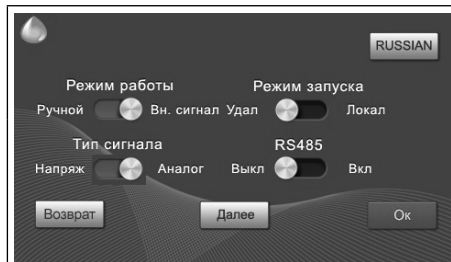 RUSSIAN
Режим работы Режим запуска
Ручной Вн. сигнал Удал Локал
Тип сигнала RS485
Напряж Аналог Выкл Вкл
Возврат Далее Ок